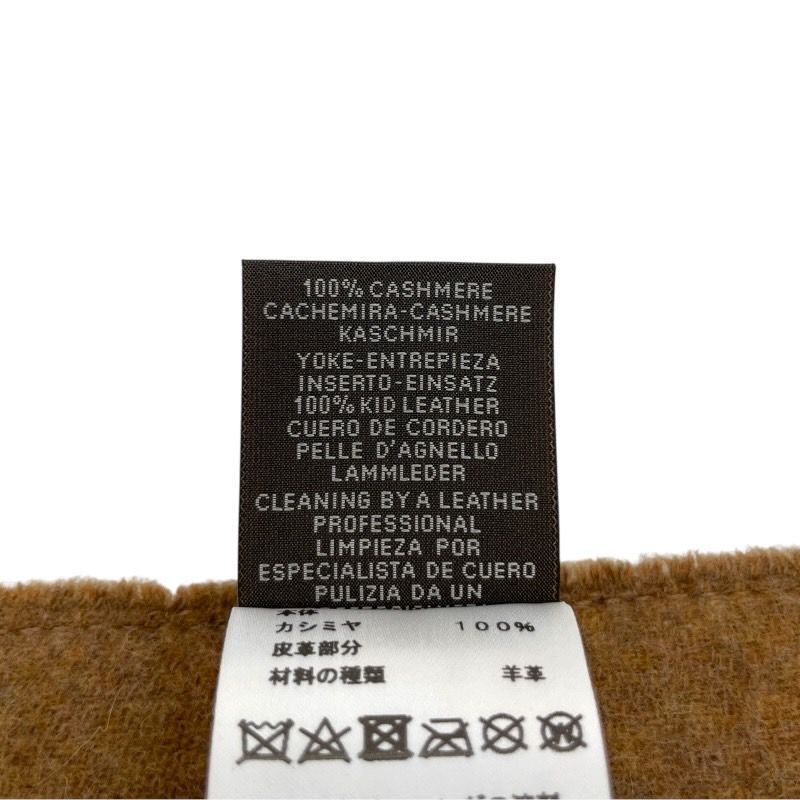 100% CASHMERE
CACHEMIRA-CASHMERE
KASCHMIR
YOKE-ENTREPIEZA
INSERTO-EINSATZ
100% KID LEATHER
CUERO DE CORDERO
PELLE D'AGNELLO
LAMMLEDER
CLEANING BY A LEATHER
PROFESSIONAL
LIMPIEZA POR
ESPECIALISTA DE CUERO
PULIZIA DA UN
本体
カシミヤ 100%
皮革部分
材料の種類 羊革